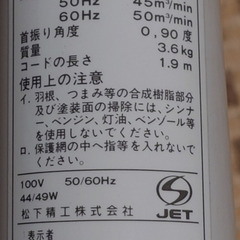 50Hz 45m³/min
60Hz 50m³/min
首振り角度 0,90度
質量 3.6kg
コードの長さ 1.9m
使用上の注意
イ.羽根、つまみ等の合成樹脂部分
及び塗装面の掃除には、シンナ
ー、ベンジン、灯油、ベンゾール等
を使用しないでください。
ロ.保護網の中へ指等を入れないで
ください。
100V 50/60Hz
44/49W
松下精工株式会社
JET
表示者